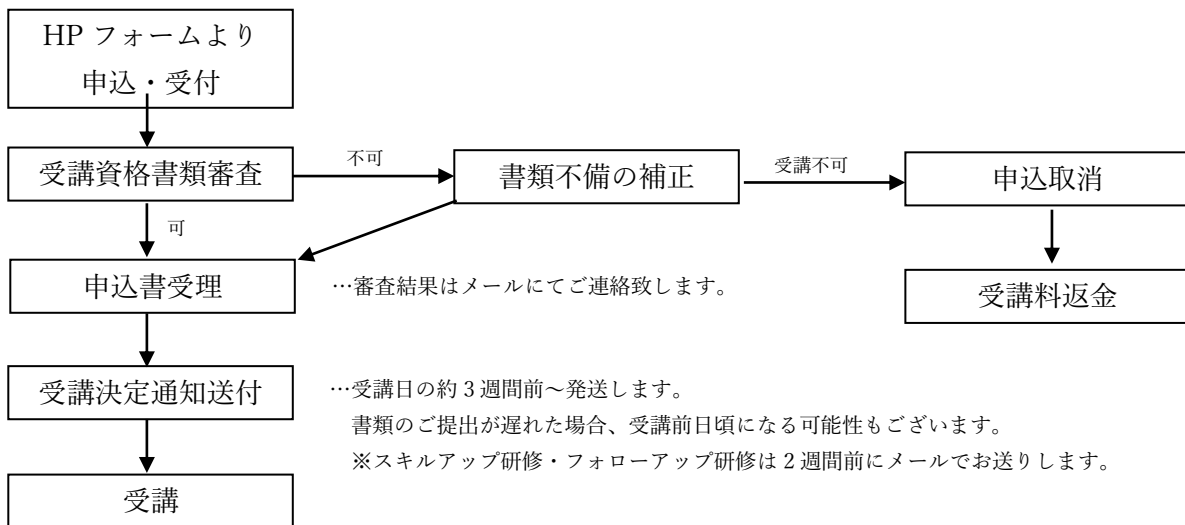 HP フォームより
申込・受付
受講資格書類審査
不可
書類不備の補正
受講不可
申込取消
可
申込書受理
…審査結果はメールにてご連絡致します。
受講料返金
受講決定通知送付
…受講日の約3週間前～発送します。
書類のご提出が遅れた場合、受講前日頃になる可能性もございます。
※スキルアップ研修・フォローアップ研修は2週間前にメールでお送りします。
受講